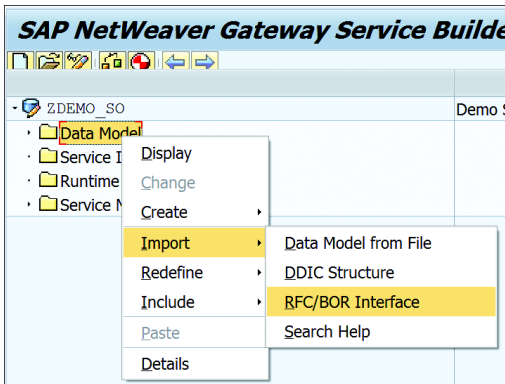 SAP NetWeaver Gateway Service Builde
ZDEMO_SO
Demo S
Data Model
Service I
Runtime
Service M
Display
Change
Create
Import
Redefine
Include
Paste
Details
Data Model from File
DDIC Structure
RFC/BOR Interface
Search Help